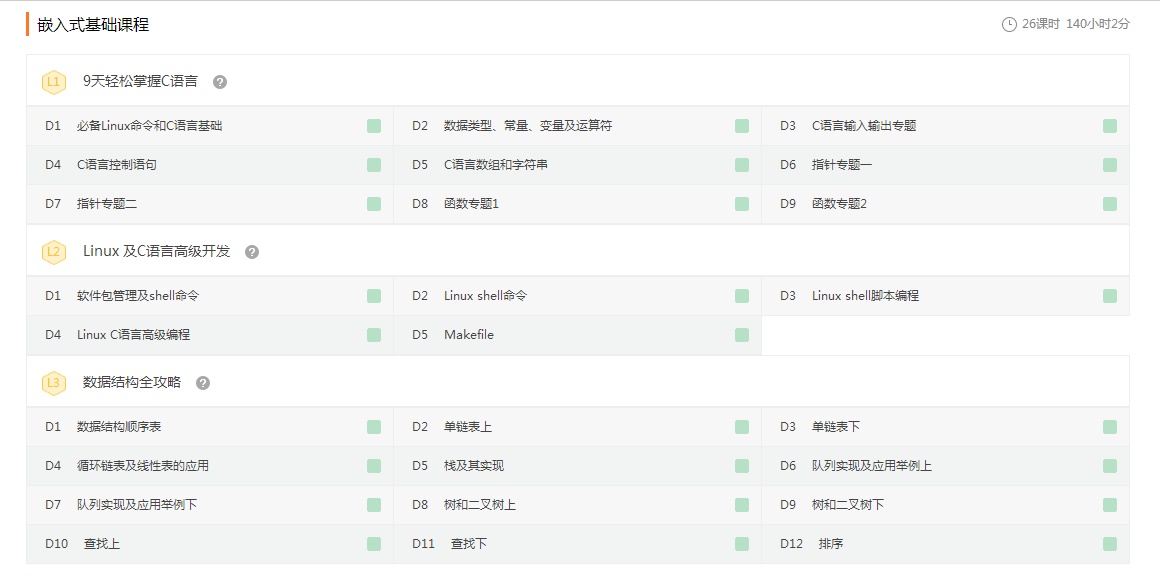 嵌入式基础课程 26课时 140小时2分
L1 9天轻松掌握C语言 ?
D1 必备Linux命令和C语言基础 D2 数据类型、常量、变量及运算符 D3 C语言输入输出专题
D4 C语言控制语句 D5 C语言数组和字符串 D6 指针专题一
D7 指针专题二 D8 函数专题1 D9 函数专题2
L2 Linux 及C语言高级开发 ?
D1 软件包管理及shell命令 D2 Linux shell命令 D3 Linux shell脚本编程
D4 Linux C语言高级编程 D5 Makefile
L3 数据结构全攻略 ?
D1 数据结构顺序表 D2 单链表上 D3 单链表下
D4 循环链表及线性表的应用 D5 栈及其实现 D6 队列实现及应用举例上
D7 队列实现及应用举例下 D8 树和二叉树上 D9 树和二叉树下
D10 查找上 D11 查找下 D12 排序